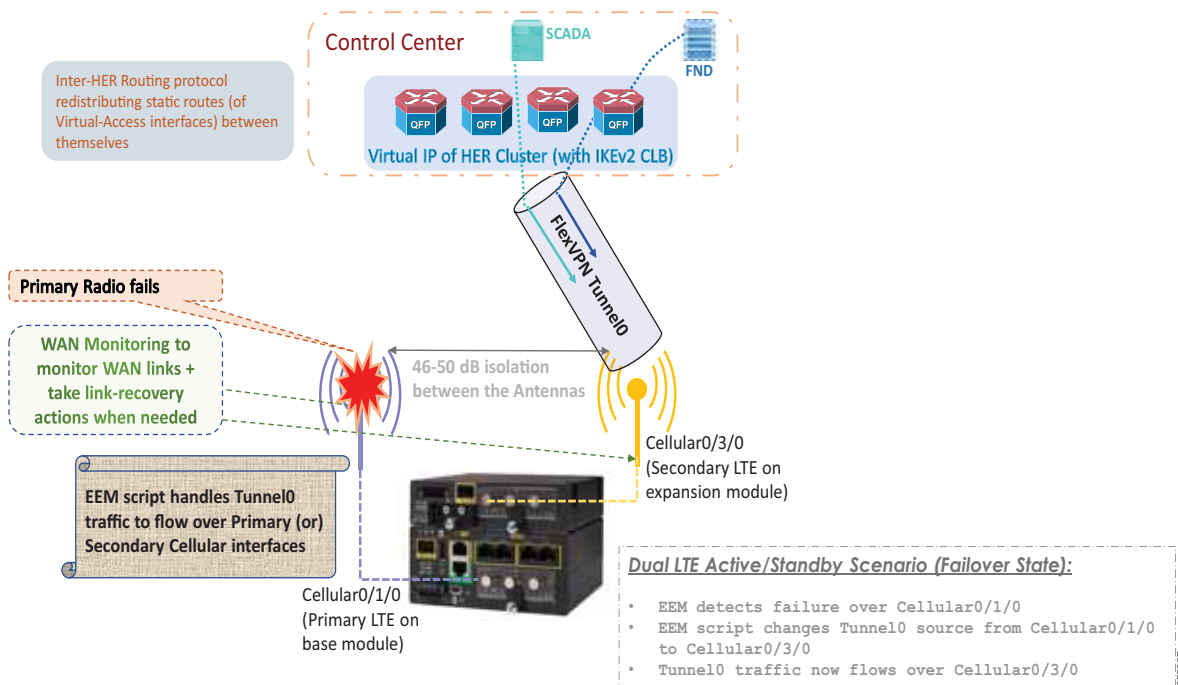 Control Center
SCADA
FND
Inter-HER Routing protocol
redistributing static routes (of
Virtual-Access interfaces) between
themselves
QFP
QFP
QFP
QFP
Virtual IP of HER Cluster (with IKEv2 CLB)
FlexVPN Tunnel0
Primary Radio fails
WAN Monitoring to
monitor WAN links +
take link-recovery
actions when needed
46-50 dB isolation
between the Antennas
Cellular0/3/0
(Secondary LTE on
expansion module)
EEM script handles Tunnel0
traffic to flow over Primary (or)
Secondary Cellular interfaces
Cellular0/1/0
(Primary LTE on
base module)
Dual LTE Active/Standby Scenario (Failover State):
• EEM detects failure over Cellular0/1/0
• EEM script changes Tunnel0 source from Cellular0/1/0
to Cellular0/3/0
• Tunnel0 traffic now flows over Cellular0/3/0